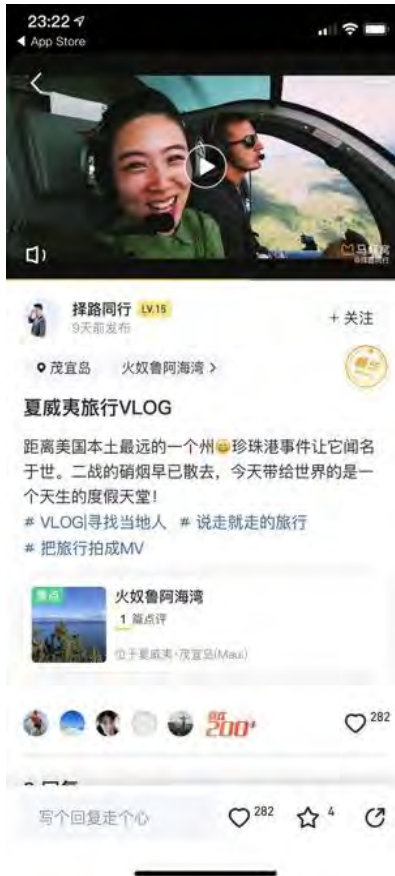 23:22
App Store
马蜂窝
@择路同行
择路同行 LV.15
9天前发布
+ 关注
茂宜岛 火奴鲁阿海湾 >
夏威夷旅行VLOG
距离美国本土最远的一个州😄珍珠港事件让它闻名
于世。二战的硝烟早已散去，今天带给世界的是一
个天生的度假天堂！
# VLOG|寻找当地人 # 说走就走的旅行
# 把旅行拍成MV
景点
火奴鲁阿海湾
1 篇点评
位于夏威夷·茂宜岛(Maui)
200+
282
写个回复走个心
282
4